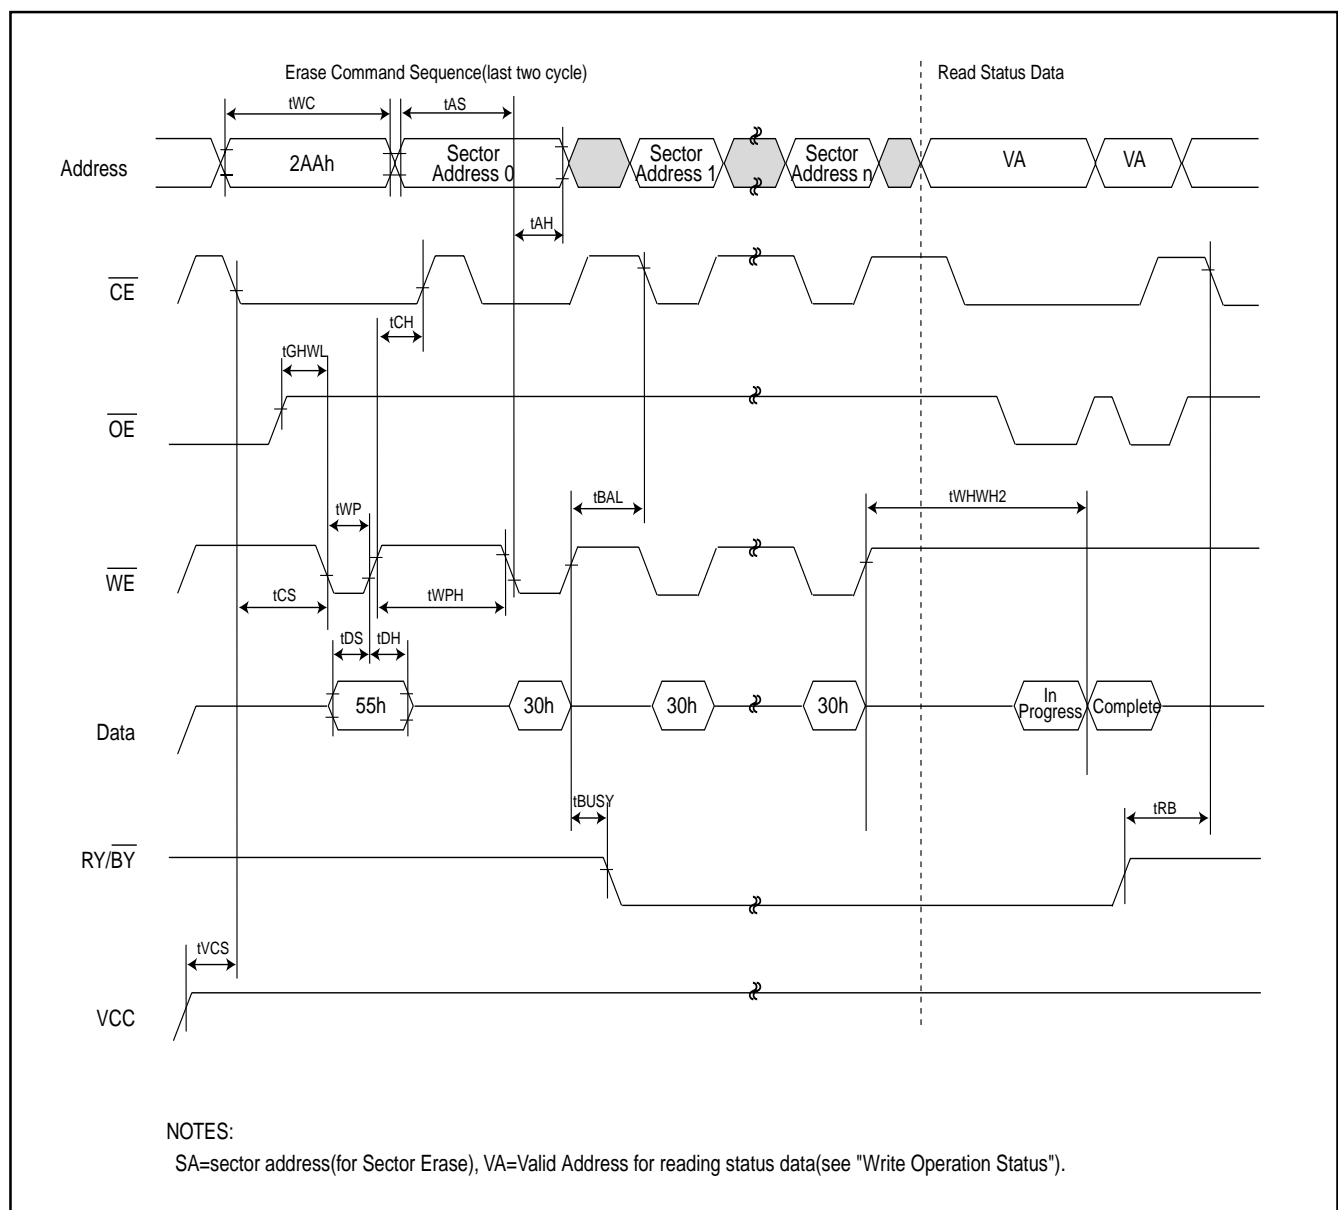 Erase Command Sequence(last two cycle)
Read Status Data
tWC
tAS
Address
2AAh
Sector
Address 0
Sector
Address 1
Sector
Address n
VA
VA
tAH
CE
tCH
tGHWL
OE
tWP
tBAL
tWHWH2
WE
tCS
tWPH
tDS
tDH
Data
55h
30h
30h
30h
In
Progress
Complete
tBUSY
tRB
RY/BY
tVCS
VCC
NOTES:
SA=sector address(for Sector Erase), VA=Valid Address for reading status data(see "Write Operation Status").